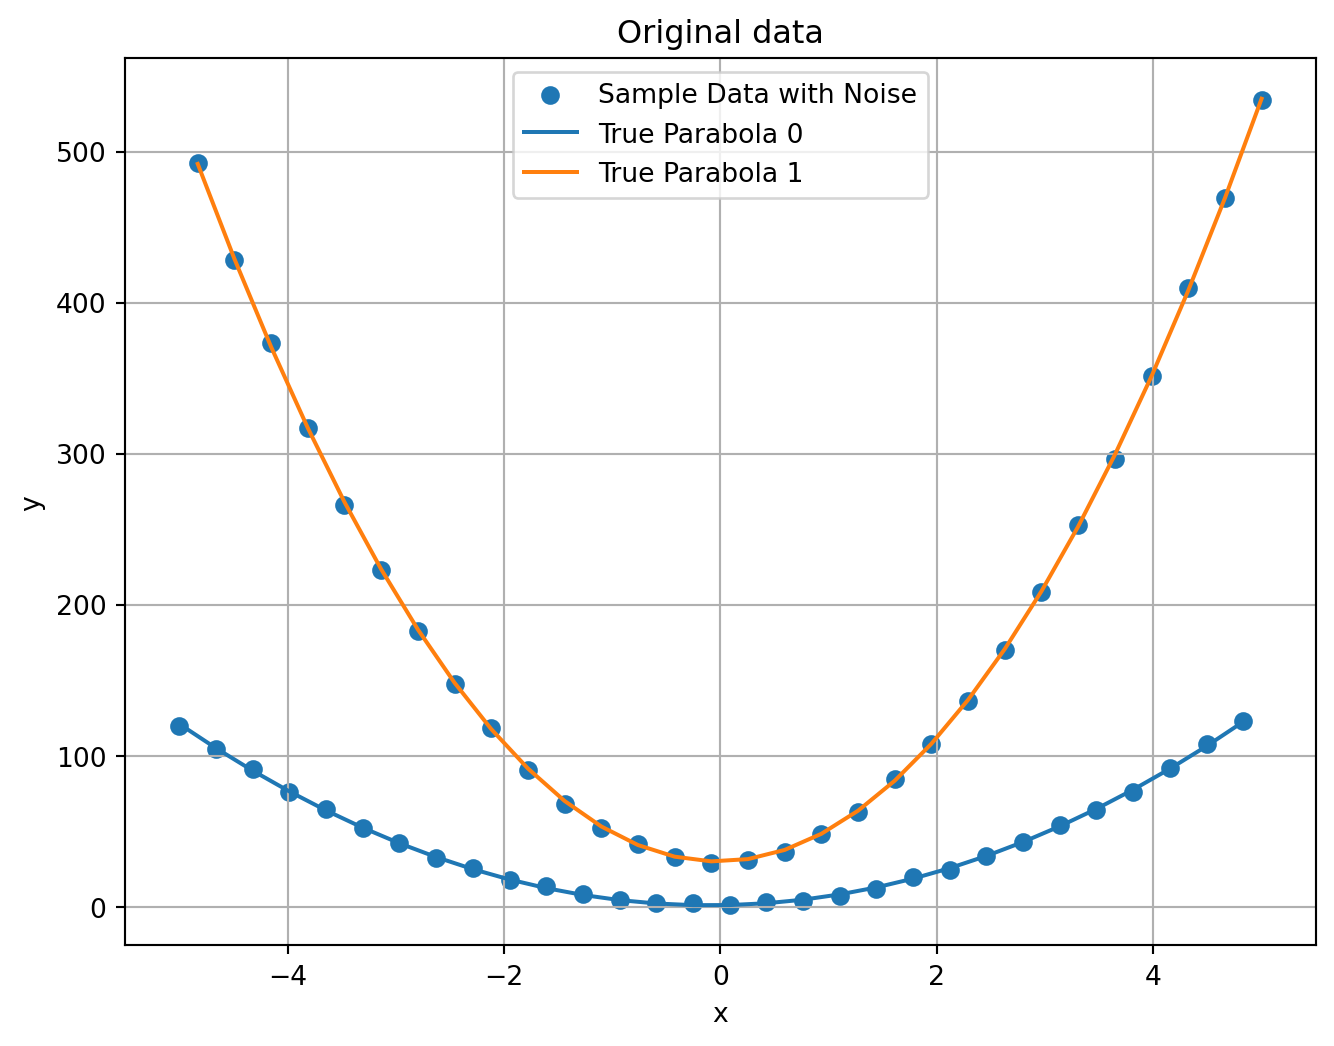 Original data
Sample Data with Noise
True Parabola 0
True Parabola 1
500
400
300
200
100
0
y
−4
−2
0
2
4
x